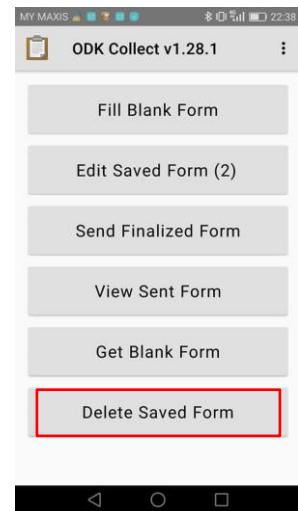 MY MAXIS 22:38
ODK Collect v1.28.1
Fill Blank Form
Edit Saved Form (2)
Send Finalized Form
View Sent Form
Get Blank Form
Delete Saved Form